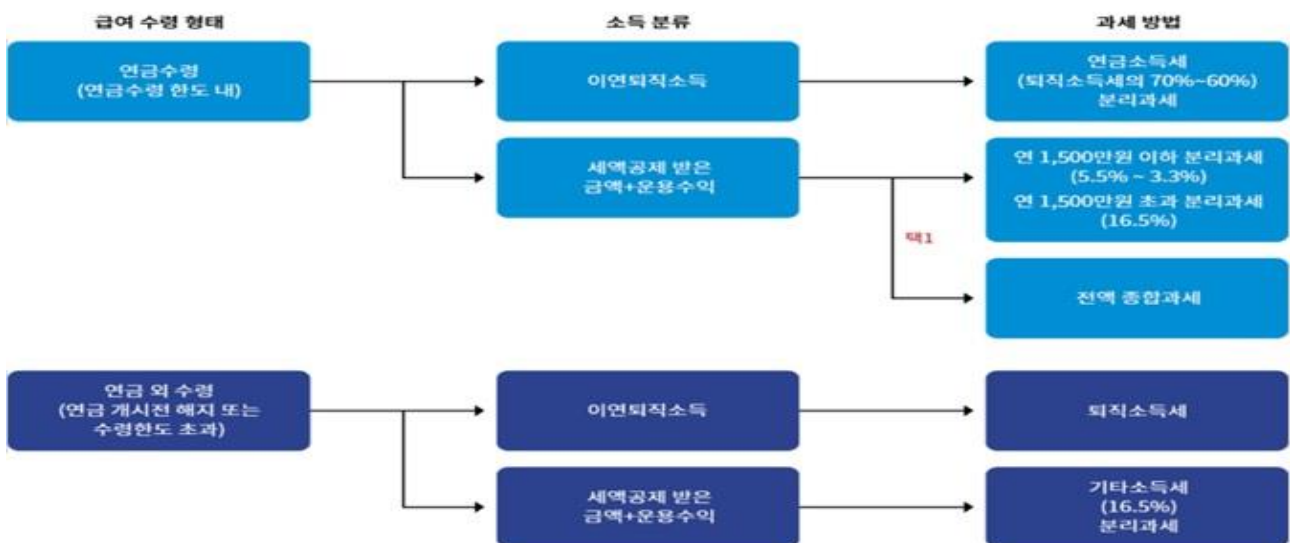 급여 수령 형태
소득 분류
과세 방법
연금수령
(연금수령 한도 내)
이연퇴직소득
연금소득세
(퇴직소득세의 70%~60%)
분리과세
세액공제 받은
금액+운용수익
연 1,500만원 이하 분리과세
(5.5% ~ 3.3%)
연 1,500만원 초과 분리과세
(16.5%)
택1
전액 종합과세
연금 외 수령
(연금 개시전 해지 또는
수령한도 초과)
이연퇴직소득
퇴직소득세
세액공제 받은
금액+운용수익
기타소득세
(16.5%)
분리과세